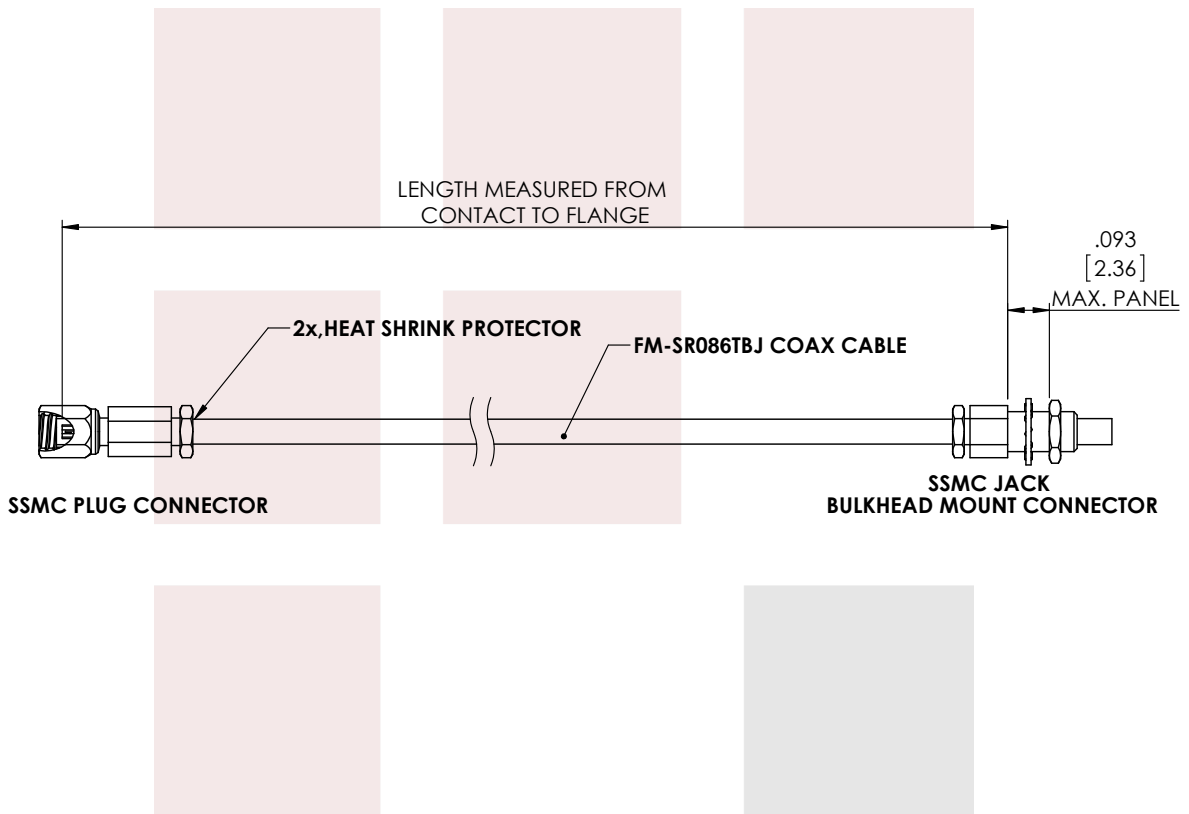 LENGTH MEASURED FROM
CONTACT TO FLANGE
.093
[2.36]
MAX. PANEL
2x,HEAT SHRINK PROTECTOR
FM-SR086TBJ COAX CABLE
SSMC PLUG CONNECTOR
SSMC JACK
BULKHEAD MOUNT CONNECTOR